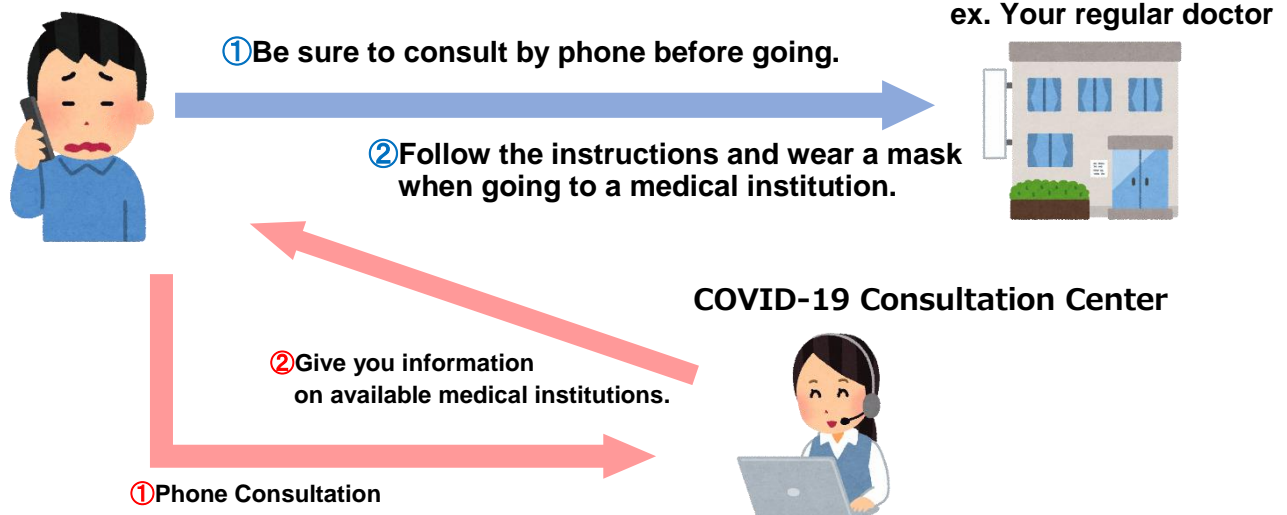 ex. Your regular doctor
①Be sure to consult by phone before going.
②Follow the instructions and wear a mask
when going to a medical institution.
COVID-19 Consultation Center
②Give you information
on available medical institutions.
①Phone Consultation